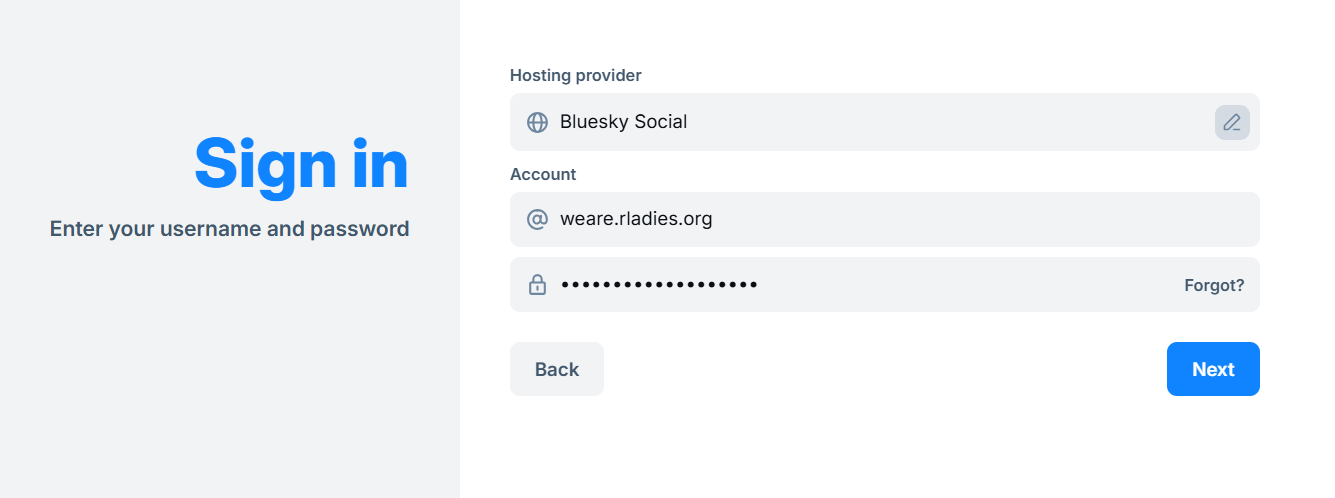 Sign in
Enter your username and password
Hosting provider
Bluesky Social
Account
@ weare.rladies.org
•••••••••••••••••••
Forgot?
Back
Next